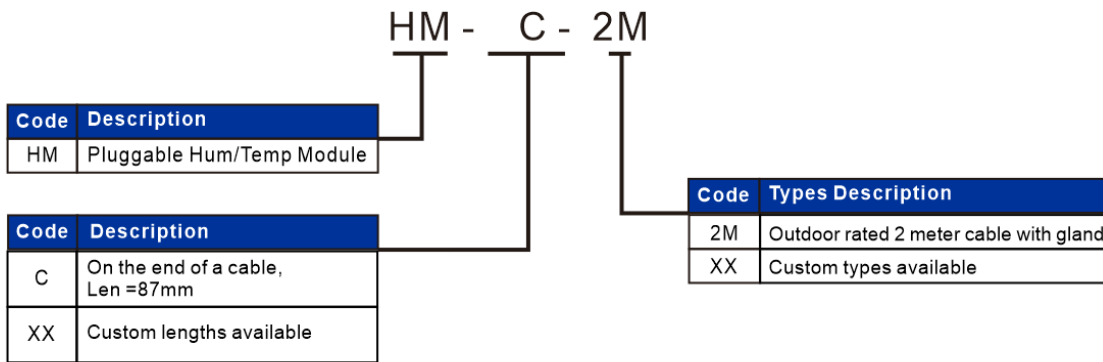 HM - C - 2M
Code Description
HM Pluggable Hum/Temp Module
Code Description
C On the end of a cable,
Len =87mm
XX Custom lengths available
Code Types Description
2M Outdoor rated 2 meter cable with gland
XX Custom types available